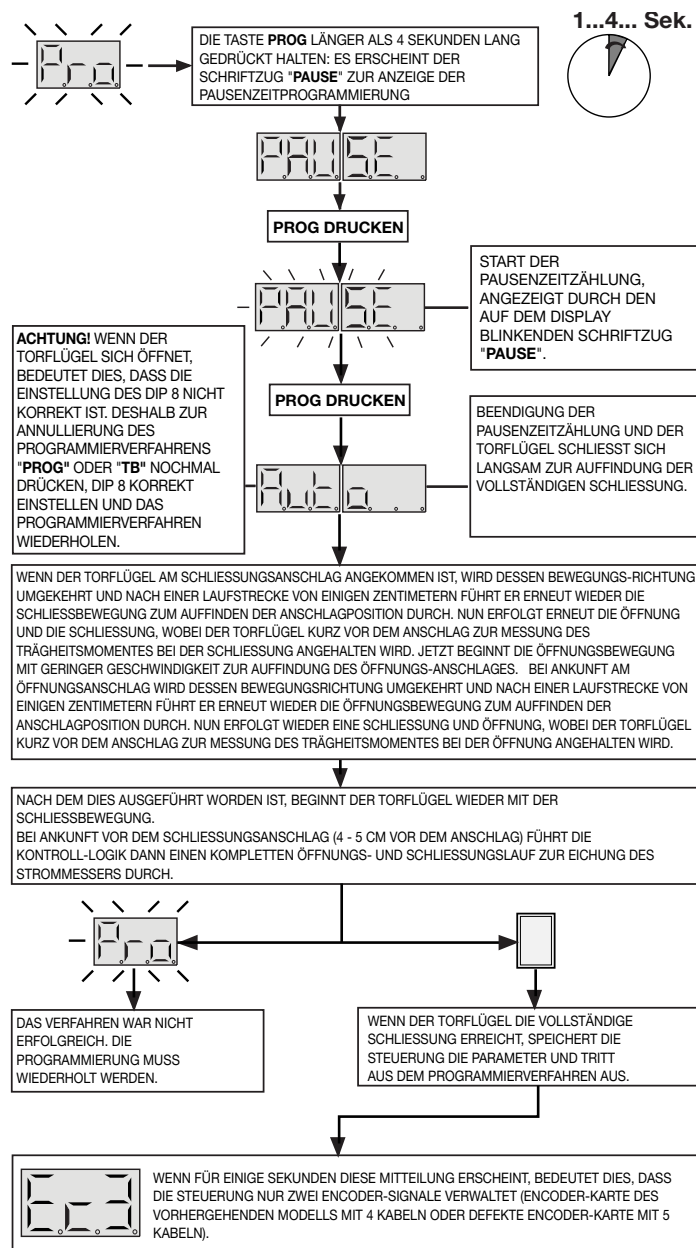 1...4... Sek.
Pro
DIE TASTE PROG LÄNGER ALS 4 SEKUNDEN LANG
GEDRÜCKT HALTEN: ES ERSCHEINT DER
SCHRIFTZUG "PAUSE" ZUR ANZEIGE DER
PAUSENZEITPROGRAMMIERUNG
PAUSE
PROG DRUCKEN
PAUSE
START DER
PAUSENZEITZÄHLUNG,
ANGEZEIGT DURCH DEN
AUF DEM DISPLAY
BLINKENDEN SCHRIFTZUG
"PAUSE".
ACHTUNG! WENN DER
TORFLÜGEL SICH ÖFFNET,
BEDEUTET DIES, DASS DIE
EINSTELLUNG DES DIP 8 NICHT
KORREKT IST. DESHALB ZUR
ANNULLIERUNG DES
PROGRAMMIERVERFAHRENS
"PROG" ODER "TB" NOCHMAL
DRÜCKEN, DIP 8 KORREKT
EINSTELLEN UND DAS
PROGRAMMIERVERFAHREN
WIEDERHOLEN.
PROG DRUCKEN
BEENDIGUNG DER
PAUSENZEITZÄHLUNG UND DER
TORFLÜGEL SCHLIESST SICH
LANGSAM ZUR AUFFINDUNG DER
VOLLSTÄNDIGEN SCHLIESSUNG.
Auto
WENN DER TORFLÜGEL AM SCHLIESSUNGSANSCHLAG ANGEKOMMEN IST, WIRD DESSEN BEWEGUNGS-RICHTUNG
UMGEKEHRT UND NACH EINER LAUFSTRECKE VON EINIGEN ZENTIMETERN FÜHRT ER ERNEUT WIEDER DIE
SCHLIESSBEWEGUNG ZUM AUFFINDEN DER ANSCHLAGPOSITION DURCH. NUN ERFOLGT ERNEUT DIE ÖFFNUNG
UND DIE SCHLIESSUNG, WOBEI DER TORFLÜGEL KURZ VOR DEM ANSCHLAG ZUR MESSUNG DES
TRÄGHEITSMOMENTES BEI DER SCHLIESSUNG ANGEHALTEN WIRD. JETZT BEGINNT DIE ÖFFNUNGSBEWEGUNG
MIT GERINGER GESCHWINDIGKEIT ZUR AUFFINDUNG DES ÖFFNUNGS-ANSCHLAGES. BEI ANKUNFT AM
ÖFFNUNGSANSCHLAG WIRD DESSEN BEWEGUNGSRICHTUNG UMGEKEHRT UND NACH EINER LAUFSTRECKE VON
EINIGEN ZENTIMETERN FÜHRT ER ERNEUT WIEDER DIE ÖFFNUNGSBEWEGUNG ZUM AUFFINDEN DER
ANSCHLAGPOSITION DURCH. NUN ERFOLGT WIEDER EINE SCHLIESSUNG UND ÖFFNUNG, WOBEI DER TORFLÜGEL
KURZ VOR DEM ANSCHLAG ZUR MESSUNG DES TRÄGHEITSMOMENTES BEI DER ÖFFNUNG ANGEHALTEN WIRD.
NACH DEM DIES AUSGEFÜHRT WORDEN IST, BEGINNT DER TORFLÜGEL WIEDER MIT DER
SCHLIESSBEWEGUNG.
BEI ANKUNFT VOR DEM SCHLIESSUNGSANSCHLAG (4 - 5 CM VOR DEM ANSCHLAG) FÜHRT DIE
KONTROLL-LOGIK DANN EINEN KOMPLETTEN ÖFFNUNGS- UND SCHLIESSUNGSLAUF ZUR EICHUNG DES
STROMMESSERS DURCH.
Pro
DAS VERFAHREN WAR NICHT
ERFOLGREICH. DIE
PROGRAMMIERUNG MUSS
WIEDERHOLT WERDEN.
WENN DER TORFLÜGEL DIE VOLLSTÄNDIGE
SCHLIESSUNG ERREICHT, SPEICHERT DIE
STEUERUNG DIE PARAMETER UND TRITT
AUS DEM PROGRAMMIERVERFAHREN AUS.
Ec3
WENN FÜR EINIGE SEKUNDEN DIESE MITTEILUNG ERSCHEINT, BEDEUTET DIES, DASS
DIE STEUERUNG NUR ZWEI ENCODER-SIGNALE VERWALTET (ENCODER-KARTE DES
VORHERGEHENDEN MODELLS MIT 4 KABELN ODER DEFEKTE ENCODER-KARTE MIT 5
KABELN).